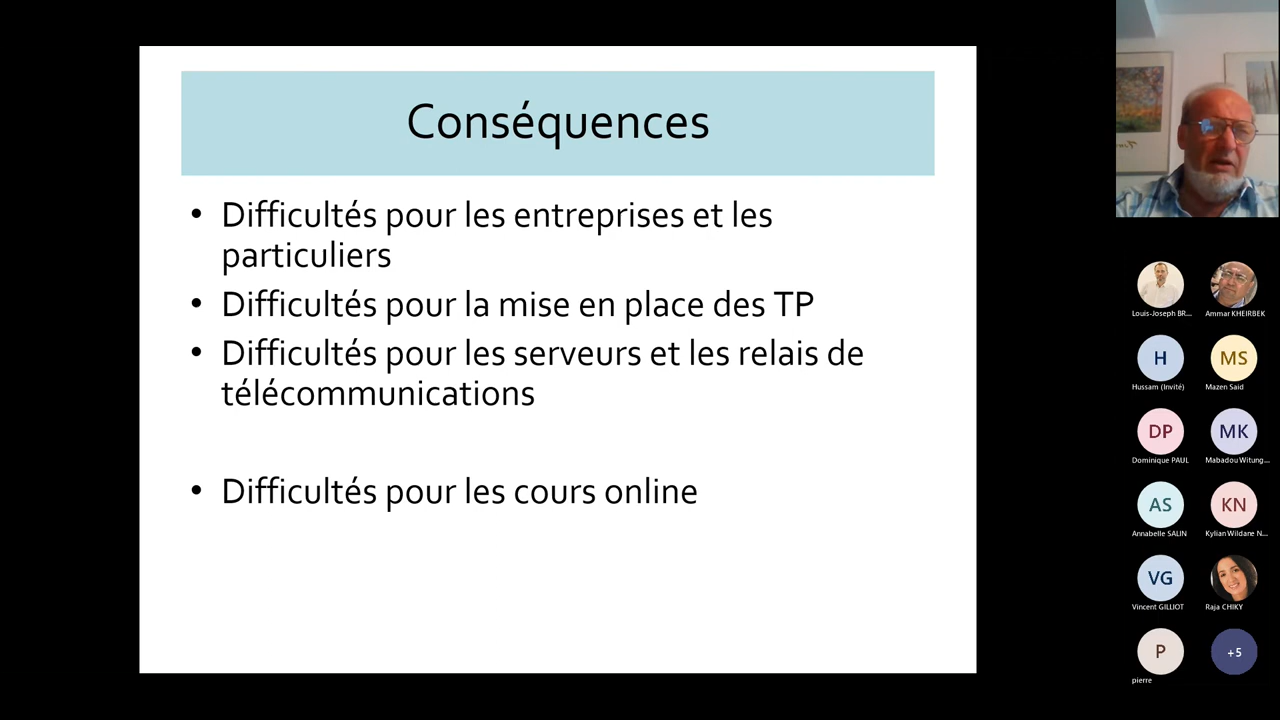 Conséquences
• Difficultés pour les entreprises et les
particuliers
• Difficultés pour la mise en place des TP
• Difficultés pour les serveurs et les relais de
télécommunications
• Difficultés pour les cours online
Louis-Joseph BR...
Ammar KHEIRBEK
H
MS
Hussam (Invité)
Mazen Said
DP
MK
Dominique PAUL
Mabadou Witung...
AS
KN
Annabelle SALIN
Kylian Wildane N...
VG
Vincent GILLIOT
Raja CHIKY
P
+5
pierre